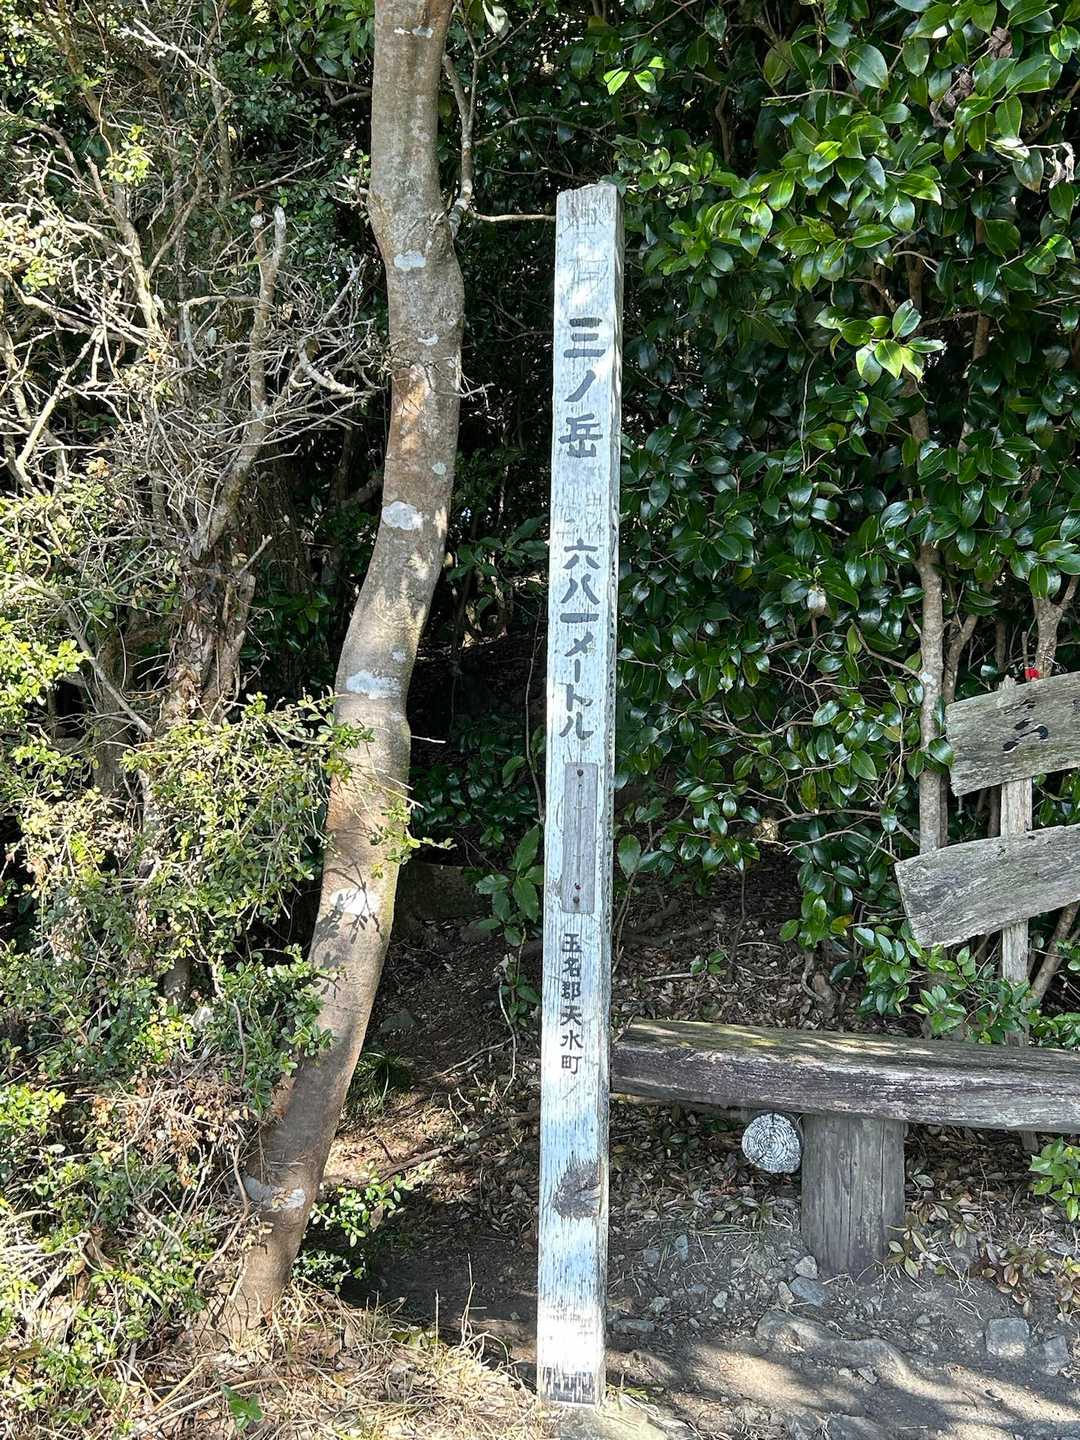 三ノ岳
六八一メートル
玉名郡天水町